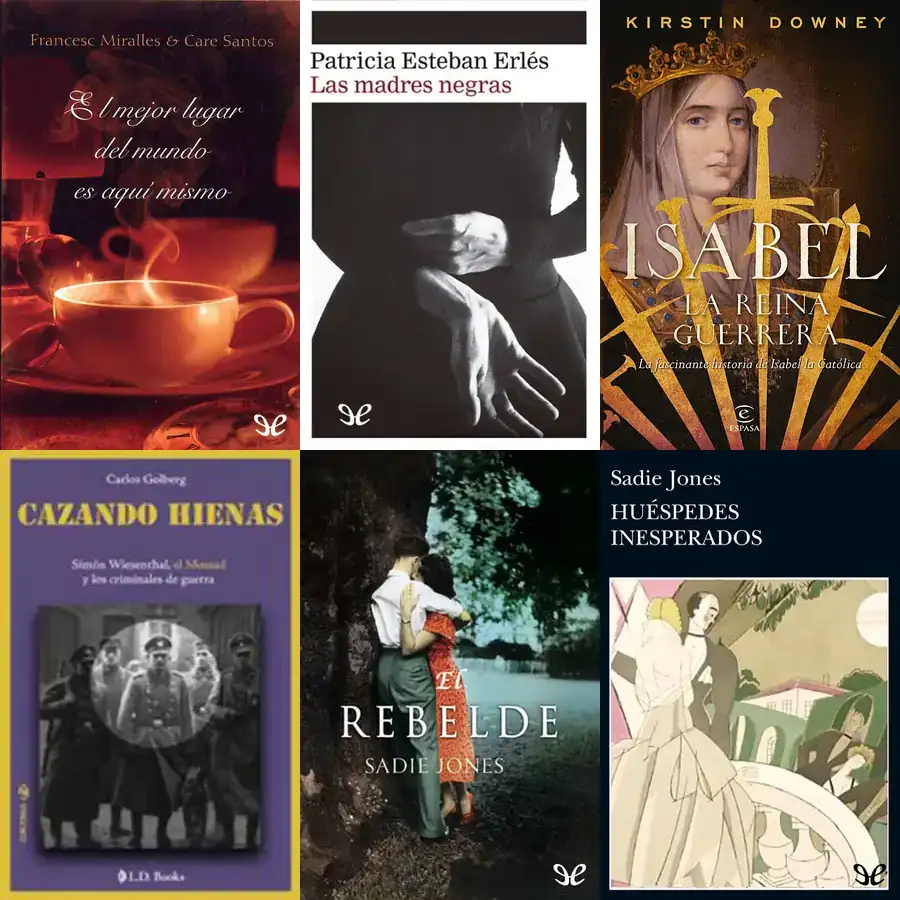 Francesc Miralles & Care Santos
El mejor lugar
del mundo
es aquí mismo
Patricia Esteban Erlés
Las madres negras
KIRSTIN DOWNEY
ISABEL
LA REINA
GUERRERA
La fascinante historia de Isabel la Católica
ESPASA
Carlos Golberg
CAZANDO HIENAS
Simón Wiesenthal, el Mossad
y los criminales de guerra
L.D. Books
El
REBELDE
SADIE JONES
Sadie Jones
HUÉSPEDES
INESPERADOS